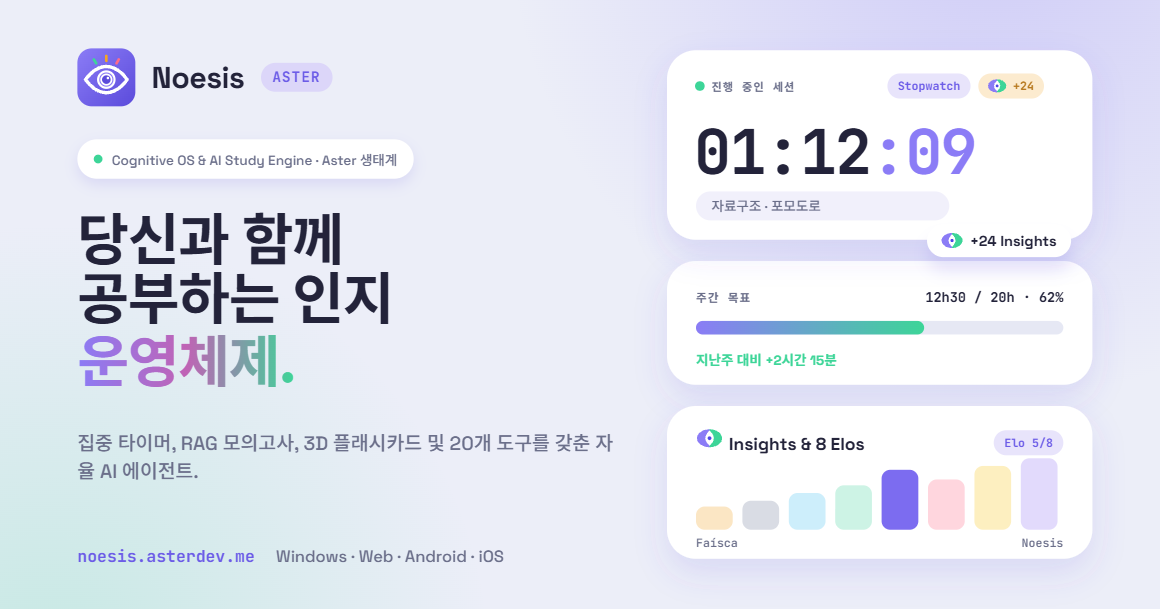 Noesis
ASTER
Cognitive OS & AI Study Engine · Aster 생태계
당신과 함께
공부하는 인지
운영체제.
집중 타이머, RAG 모의고사, 3D 플래시카드 및 20개 도구를 갖춘 자
율 AI 에이전트.
noesis.asterdev.me
Windows · Web · Android · iOS
진행 중인 세션
Stopwatch
+24
01:12:09
자료구조 · 포모도로
+24 Insights
주간 목표
12h30 / 20h · 62%
지난주 대비 +2시간 15분
Insights & 8 Elos
Elo 5/8
Faísca
Noesis